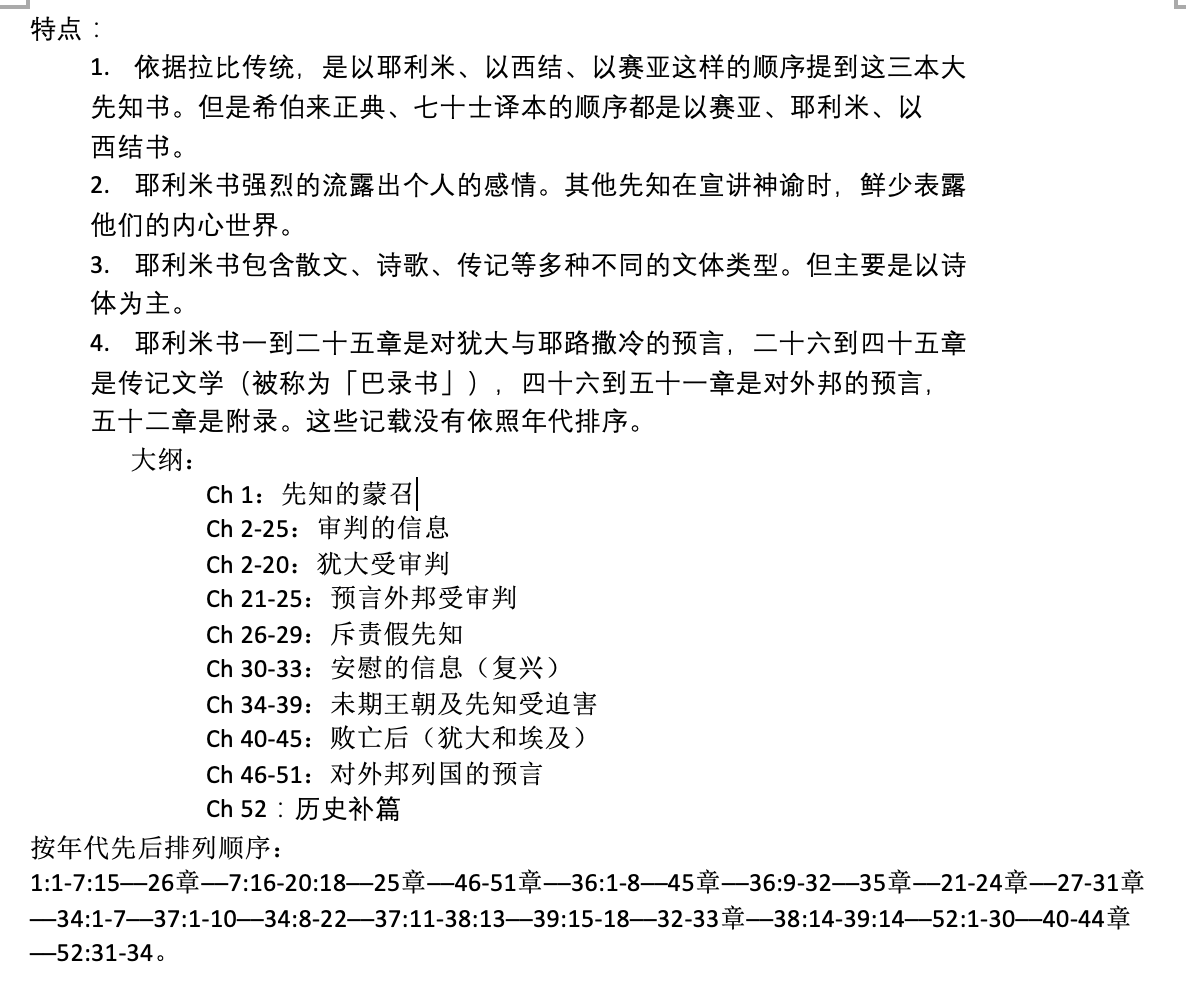 特点：
1. 依据拉比传统，是以耶利米、以西结、以赛亚这样的顺序提到这三本大
先知书。但是希伯来正典、七十士译本的顺序都是以赛亚、耶利米、以
西结书。
2. 耶利米书强烈的流露出个人的感情。其他先知在宣讲神谕时，鲜少表露
他们的内心世界。
3. 耶利米书包含散文、诗歌、传记等多种不同的文体类型。但主要是以诗
体为主。
4. 耶利米书一到二十五章是对犹大与耶路撒冷的预言，二十六到四十五章
是传记文学（被称为「巴录书」），四十六到五十一章是对外邦的预言，
五十二章是附录。这些记载没有依照年代排序。
大纲：
Ch 1：先知的蒙召
Ch 2-25：审判的信息
Ch 2-20：犹大受审判
Ch 21-25：预言外邦受审判
Ch 26-29：斥责假先知
Ch 30-33：安慰的信息（复兴）
Ch 34-39：未期王朝及先知受迫害
Ch 40-45：败亡后（犹大和埃及）
Ch 46-51：对外邦列国的预言
Ch 52：历史补篇
按年代先后排列顺序：
1:1-7:15—26章—7:16-20:18—25章—46-51章—36:1-8—45章—36:9-32—35章—21-24章—27-31章
—34:1-7—37:1-10—34:8-22—37:11-38:13—39:15-18—32-33章—38:14-39:14—52:1-30—40-44章
—52:31-34。